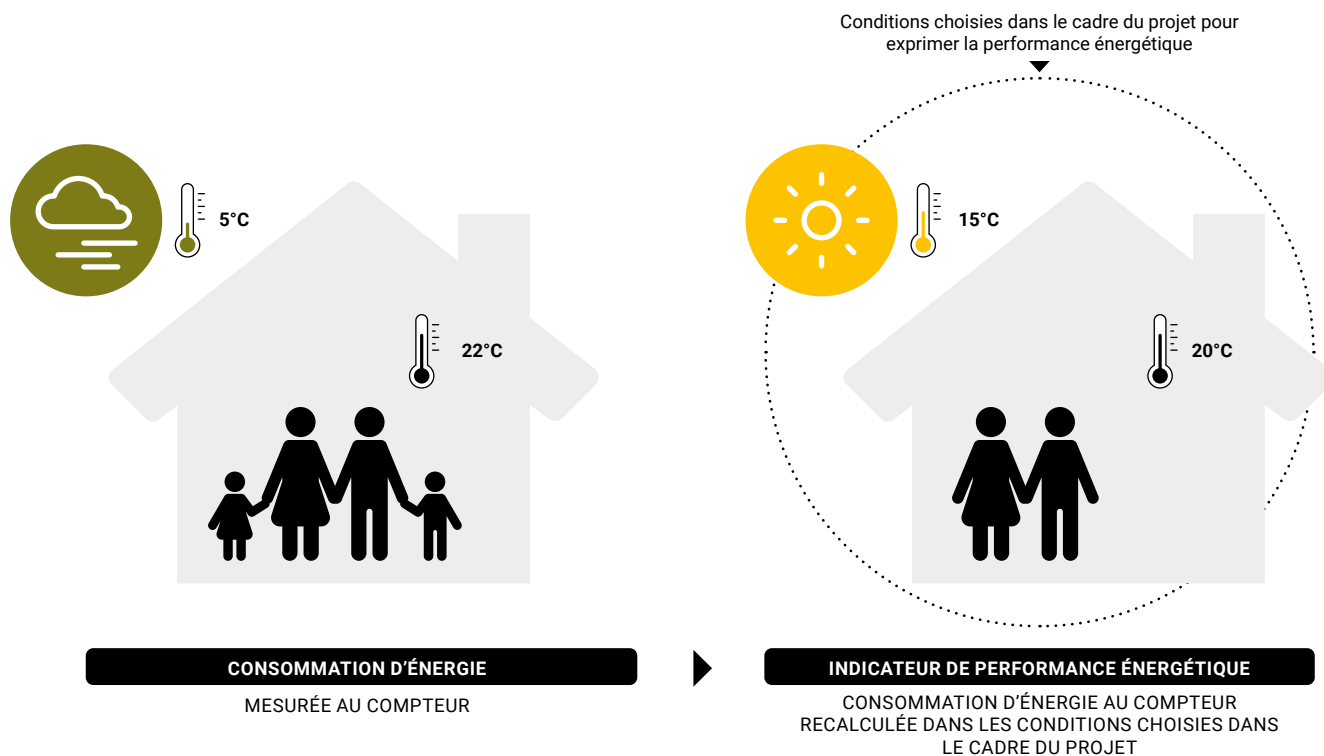 Conditions choisies dans le cadre du projet pour
exprimer la performance énergétique
5°C
22°C
15°C
20°C
CONSOMMATION D'ÉNERGIE
MESURÉE AU COMPTEUR
INDICATEUR DE PERFORMANCE ÉNERGÉTIQUE
CONSOMMATION D'ÉNERGIE AU COMPTEUR
RECALCULÉE DANS LES CONDITIONS CHOISIES DANS
LE CADRE DU PROJET